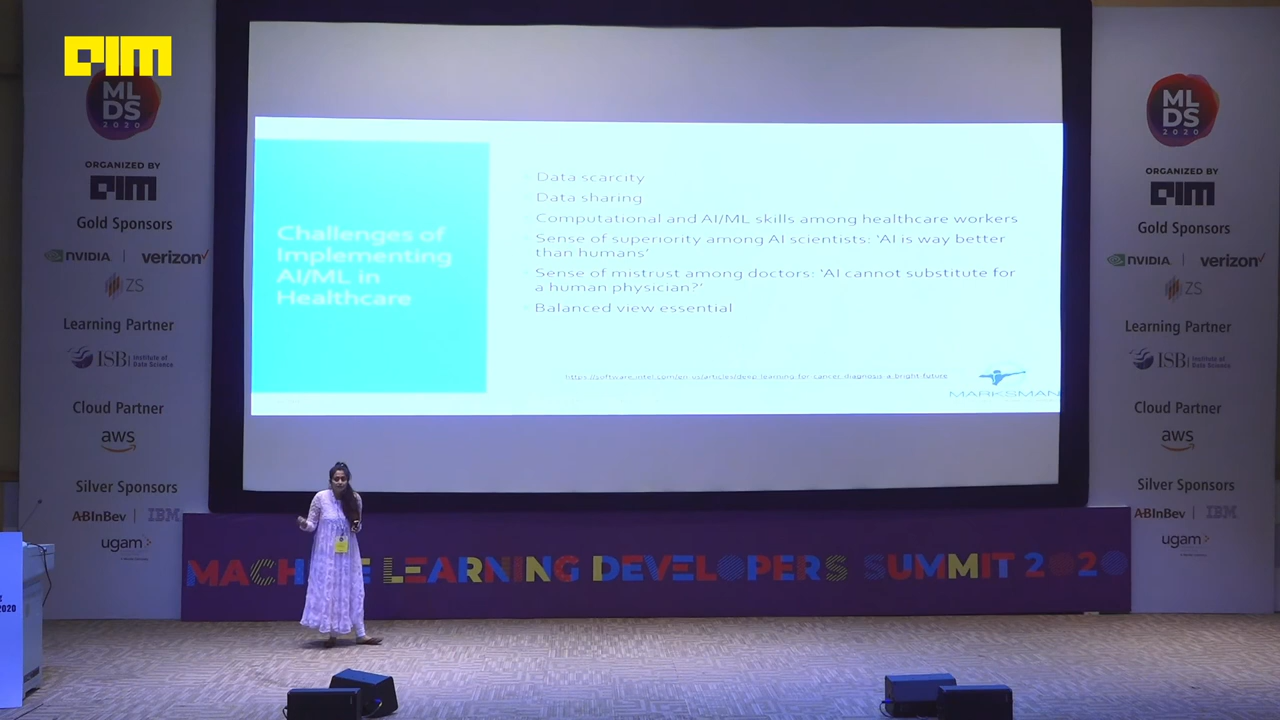 AIM
ML
DS
2020
ORGANIZED BY
AIM
Gold Sponsors
NVIDIA | verizon
ZS
Learning Partner
ISB | Institute of
Data Science
Cloud Partner
aws
Silver Sponsors
ABInBev | IBM
ugam
Challenges of
Implementing
AI/ML in
Healthcare
Data scarcity
Data sharing
Computational and AI/ML skills among healthcare workers
Sense of superiority among AI scientists: 'AI is way better
than humans'
Sense of mistrust among doctors: 'AI cannot substitute for
a human physician?'
Balanced view essential
https://software.intel.com/en-us/articles/deep-learning-for-cancer-diagnosis-a-bright-future
MARKSMAN
ML
DS
2020
ORGANIZED BY
AIM
Gold Sponsors
NVIDIA | verizon
ZS
Learning Partner
ISB | Institute of
Data Science
Cloud Partner
aws
Silver Sponsors
ABInBev | IBM
ugam
MACHINE LEARNING DEVELOPERS SUMMIT 2020
2020